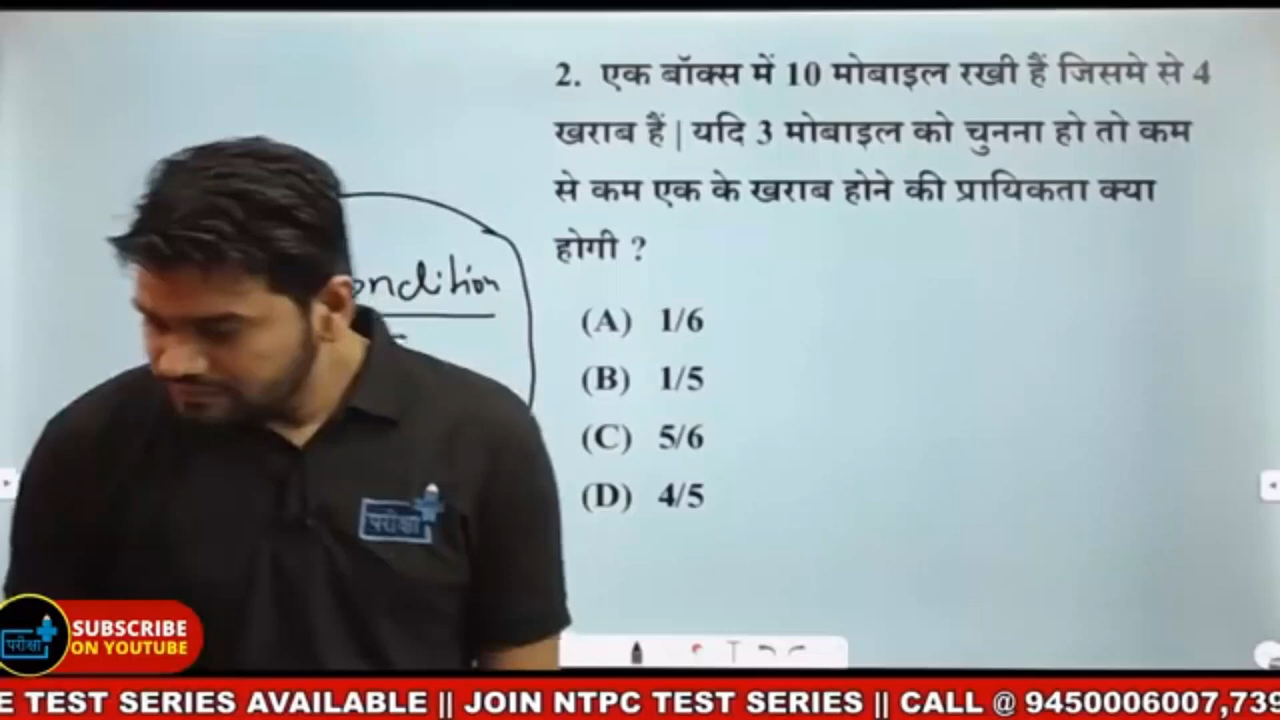 2. एक बॉक्स में 10 मोबाइल रखी हैं जिसमे से 4
खराब हैं | यदि 3 मोबाइल को चुनना हो तो कम
से कम एक के खराब होने की प्रायिकता क्या
होगी ?
(A) 1/6
(B) 1/5
(C) 5/6
(D) 4/5
ondition
परीक्षा
परीक्षा
SUBSCRIBE
ON YOUTUBE
E TEST SERIES AVAILABLE || JOIN NTPC TEST SERIES || CALL @ 9450006007,739